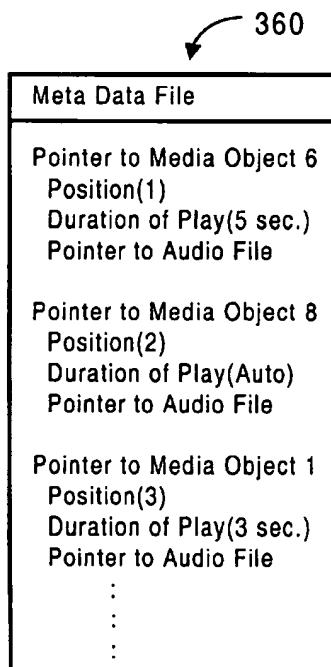 360
Meta Data File
Pointer to Media Object 6
Position(1)
Duration of Play(5 sec.)
Pointer to Audio File
Pointer to Media Object 8
Position(2)
Duration of Play(Auto)
Pointer to Audio File
Pointer to Media Object 1
Position(3)
Duration of Play(3 sec.)
Pointer to Audio File